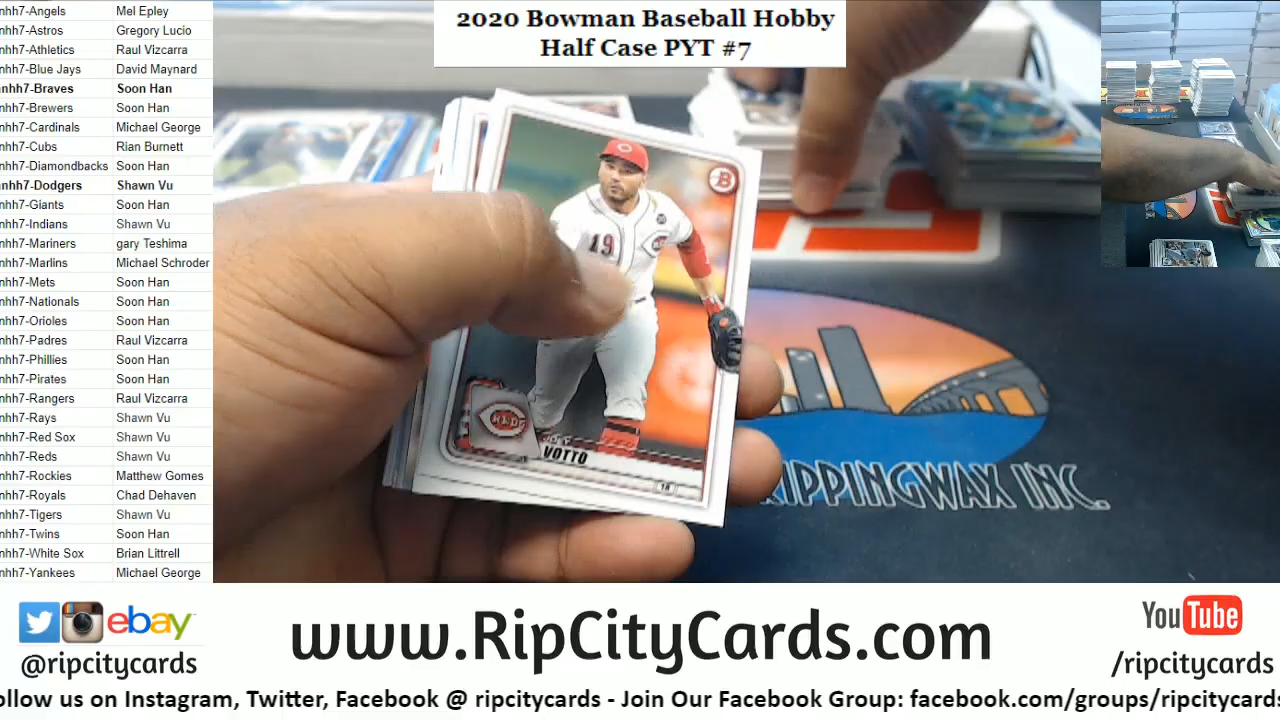 2020 Bowman Baseball Hobby
Half Case PYT #7
nhh7-Angels Mel Epley
nhh7-Astros Gregory Lucio
nhh7-Athletics Raul Vizcarra
nhh7-Blue Jays David Maynard
nhh7-Braves Soon Han
nhh7-Brewers Soon Han
nhh7-Cardinals Michael George
nhh7-Cubs Rian Burnett
nhh7-Diamondbacks Soon Han
nhh7-Dodgers Shawn Vu
nhh7-Giants Soon Han
nhh7-Indians Shawn Vu
nhh7-Mariners gary Teshima
nhh7-Marlins Michael Schroder
nhh7-Mets Soon Han
nhh7-Nationals Soon Han
nhh7-Orioles Soon Han
nhh7-Padres Raul Vizcarra
nhh7-Phillies Soon Han
nhh7-Pirates Soon Han
nhh7-Rangers Raul Vizcarra
nhh7-Rays Shawn Vu
nhh7-Red Sox Shawn Vu
nhh7-Reds Shawn Vu
nhh7-Rockies Matthew Gomes
nhh7-Royals Chad Dehaven
nhh7-Tigers Shawn Vu
nhh7-Twins Soon Han
nhh7-White Sox Brian Littrell
nhh7-Yankees Michael George
B
19
REDS
VOTTO
1B
RIPPINGWAX INC.
ebay
@ripcitycards
www.RipCityCards.com
YouTube
/ripcitycards
ollow us on Instagram, Twitter, Facebook @ ripcitycards - Join Our Facebook Group: facebook.com/groups/ripcitycards